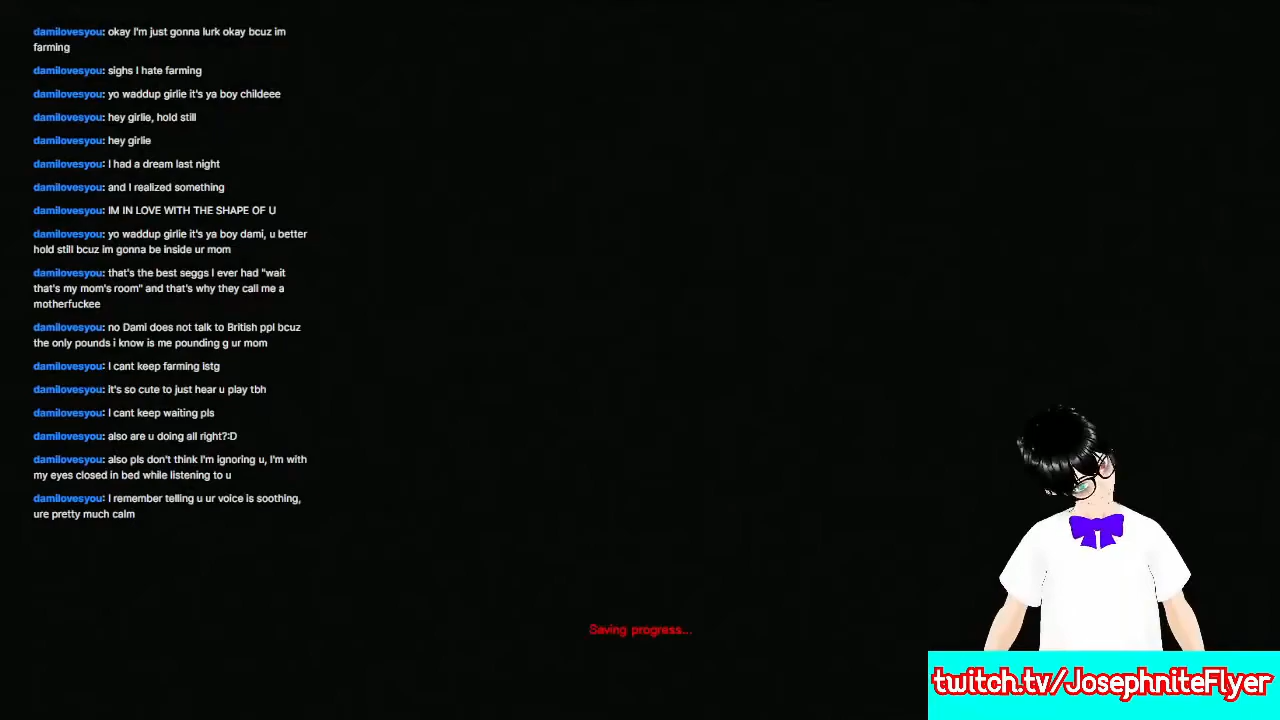 damilovesyou: okay I'm just gonna lurk okay bcuz im
farming
damilovesyou: sighs I hate farming
damilovesyou: yo waddup girlie it's ya boy childeee
damilovesyou: hey girlie, hold still
damilovesyou: hey girlie
damilovesyou: I had a dream last night
damilovesyou: and I realized something
damilovesyou: IM IN LOVE WITH THE SHAPE OF U
damilovesyou: yo waddup girlie it's ya boy dami, u better
hold still bcuz im gonna be inside ur mom
damilovesyou: that's the best seggs I ever had "wait
that's my mom's room" and that's why they call me a
motherfuckee
damilovesyou: no Dami does not talk to British ppl bcuz
the only pounds i know is me pounding g ur mom
damilovesyou: I cant keep farming istg
damilovesyou: it's so cute to just hear u play tbh
damilovesyou: I cant keep waiting pls
damilovesyou: also are u doing all right?:D
damilovesyou: also pls don't think I'm ignoring u, I'm with
my eyes closed in bed while listening to u
damilovesyou: I remember telling u ur voice is soothing,
ure pretty much calm
Saving progress...
twitch.tv/JosephniteFlyer